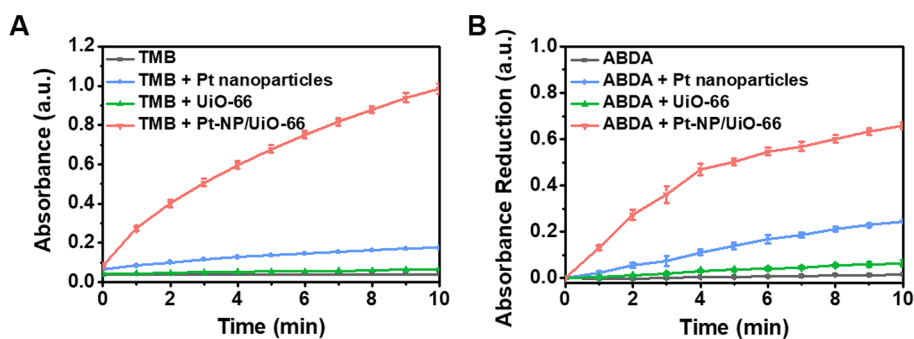 A
Absorbance (a.u.)
1.2
1.0
0.8
0.6
0.4
0.2
0.0
TMB
TMB + Pt nanoparticles
TMB + UiO-66
TMB + Pt-NP/UiO-66
0 2 4 6 8 10
Time (min)
B
Absorbance Reduction (a.u.)
1.0
0.8
0.6
0.4
0.2
0.0
ABDA
ABDA + Pt nanoparticles
ABDA + UiO-66
ABDA + Pt-NP/UiO-66
0 2 4 6 8 10
Time (min)